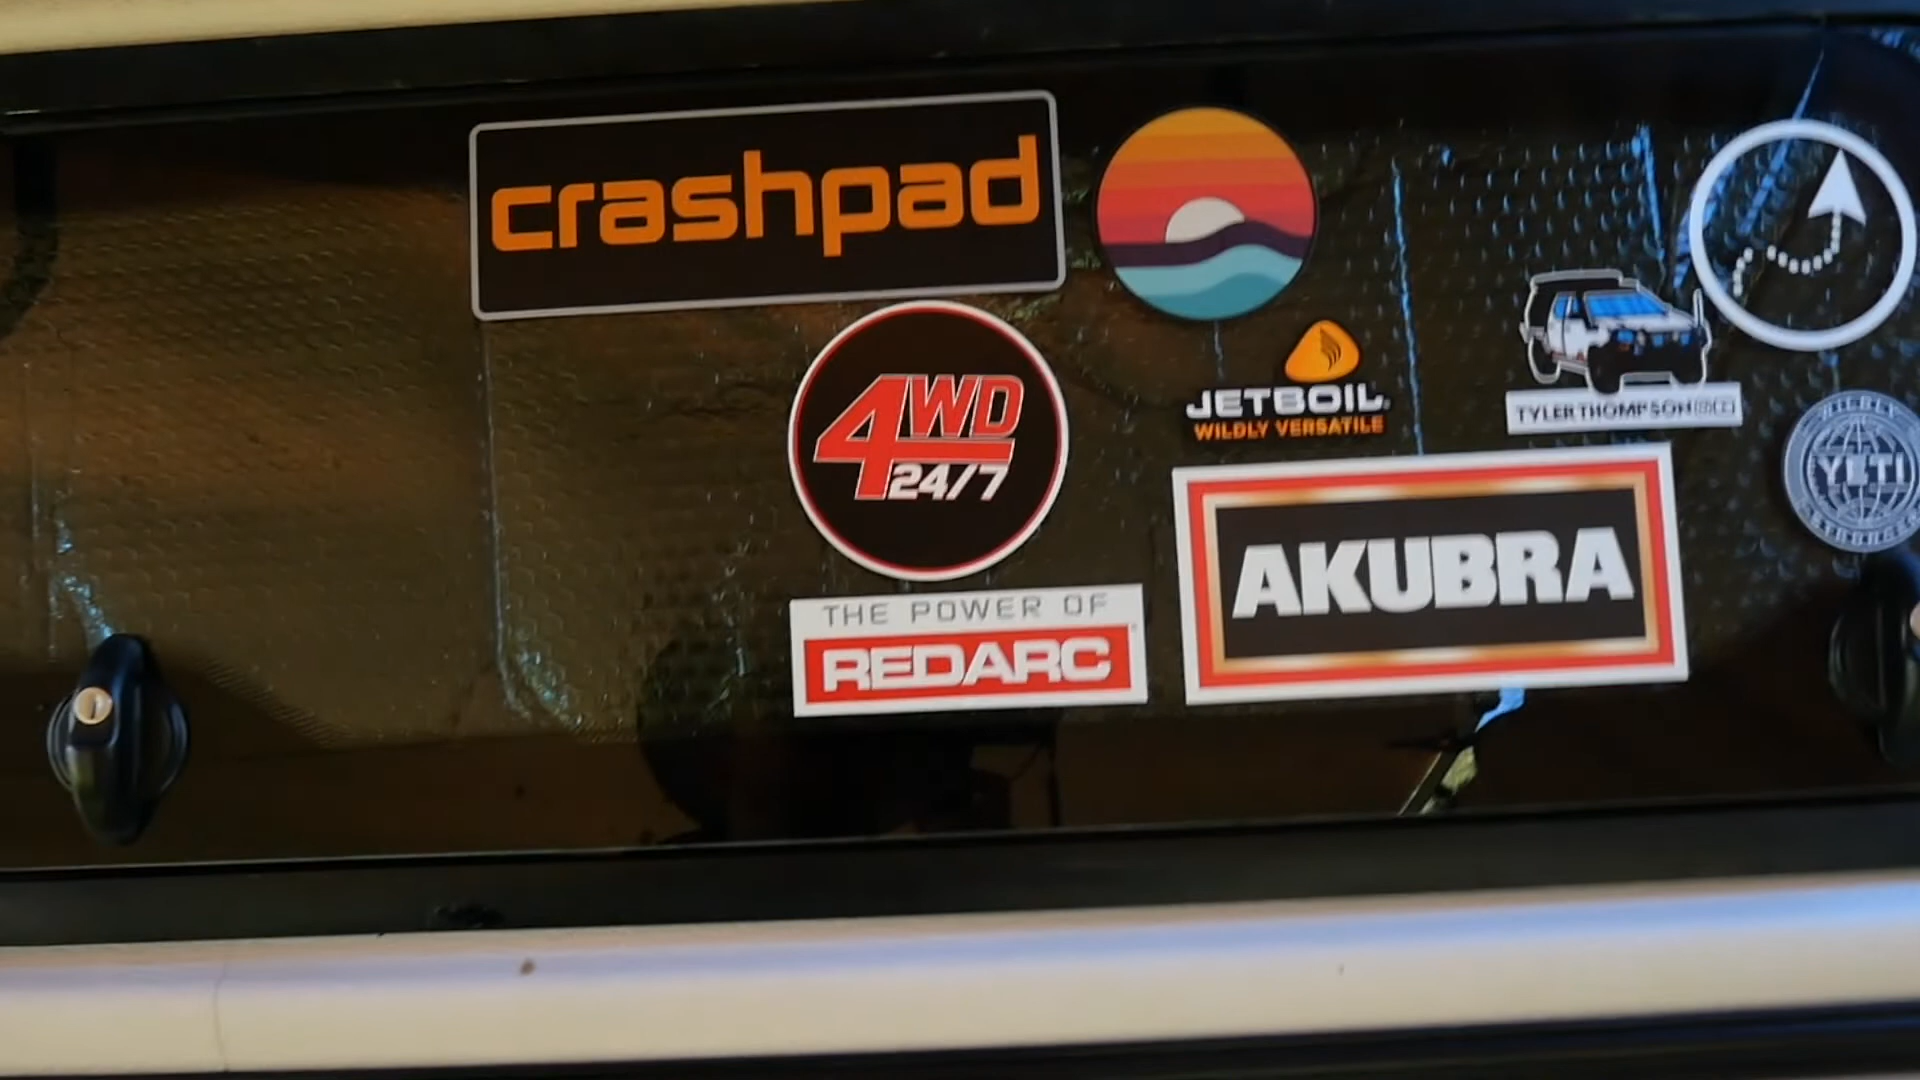 crashpad
4WD
24/7
JETBOIL
WILDLY VERSATILE
TYLER THOMPSON
YETI
THE POWER OF
REDARC
AKUBRA